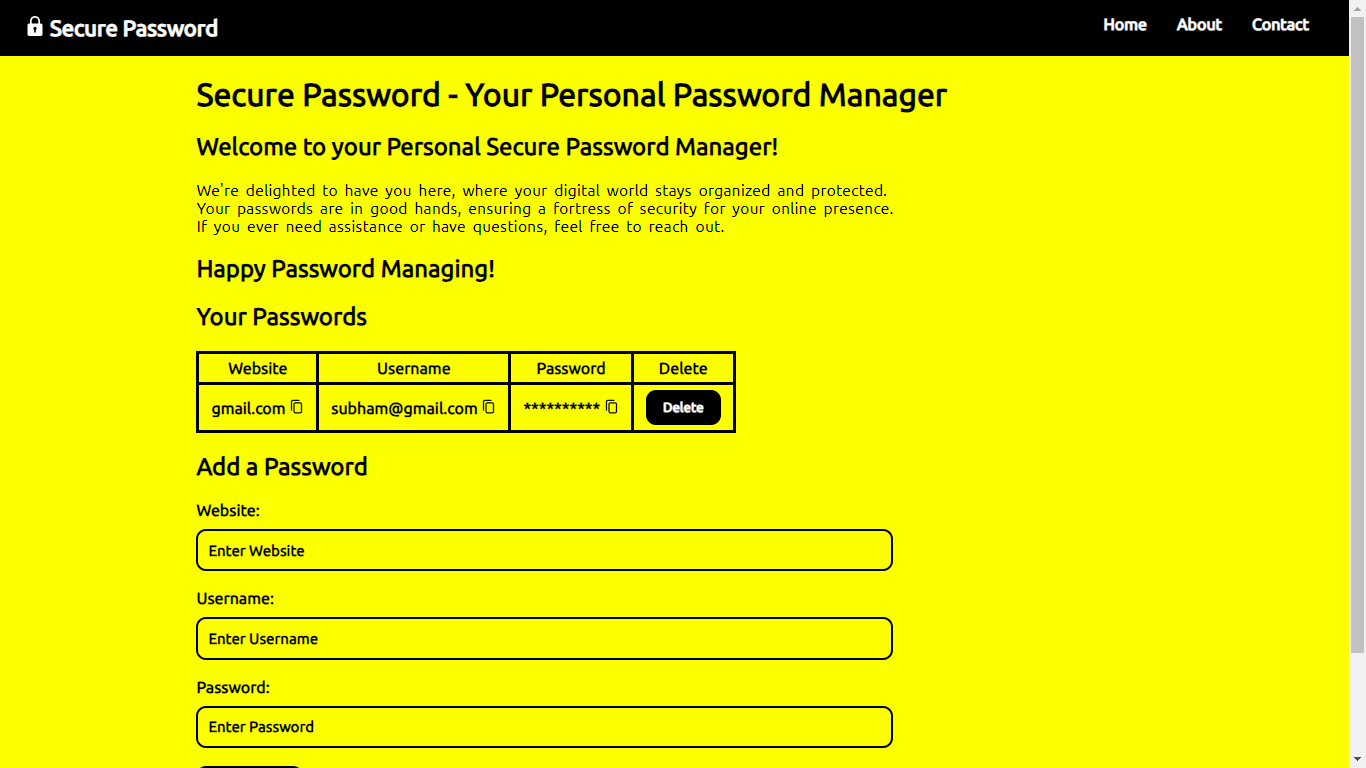 Secure Password
Home About Contact
Secure Password - Your Personal Password Manager
Welcome to your Personal Secure Password Manager!
We're delighted to have you here, where your digital world stays organized and protected.
Your passwords are in good hands, ensuring a fortress of security for your online presence.
If you ever need assistance or have questions, feel free to reach out.
Happy Password Managing!
Your Passwords
Website Username Password Delete
gmail.com subham@gmail.com ********** Delete
Add a Password
Website:
Enter Website
Username:
Enter Username
Password:
Enter Password